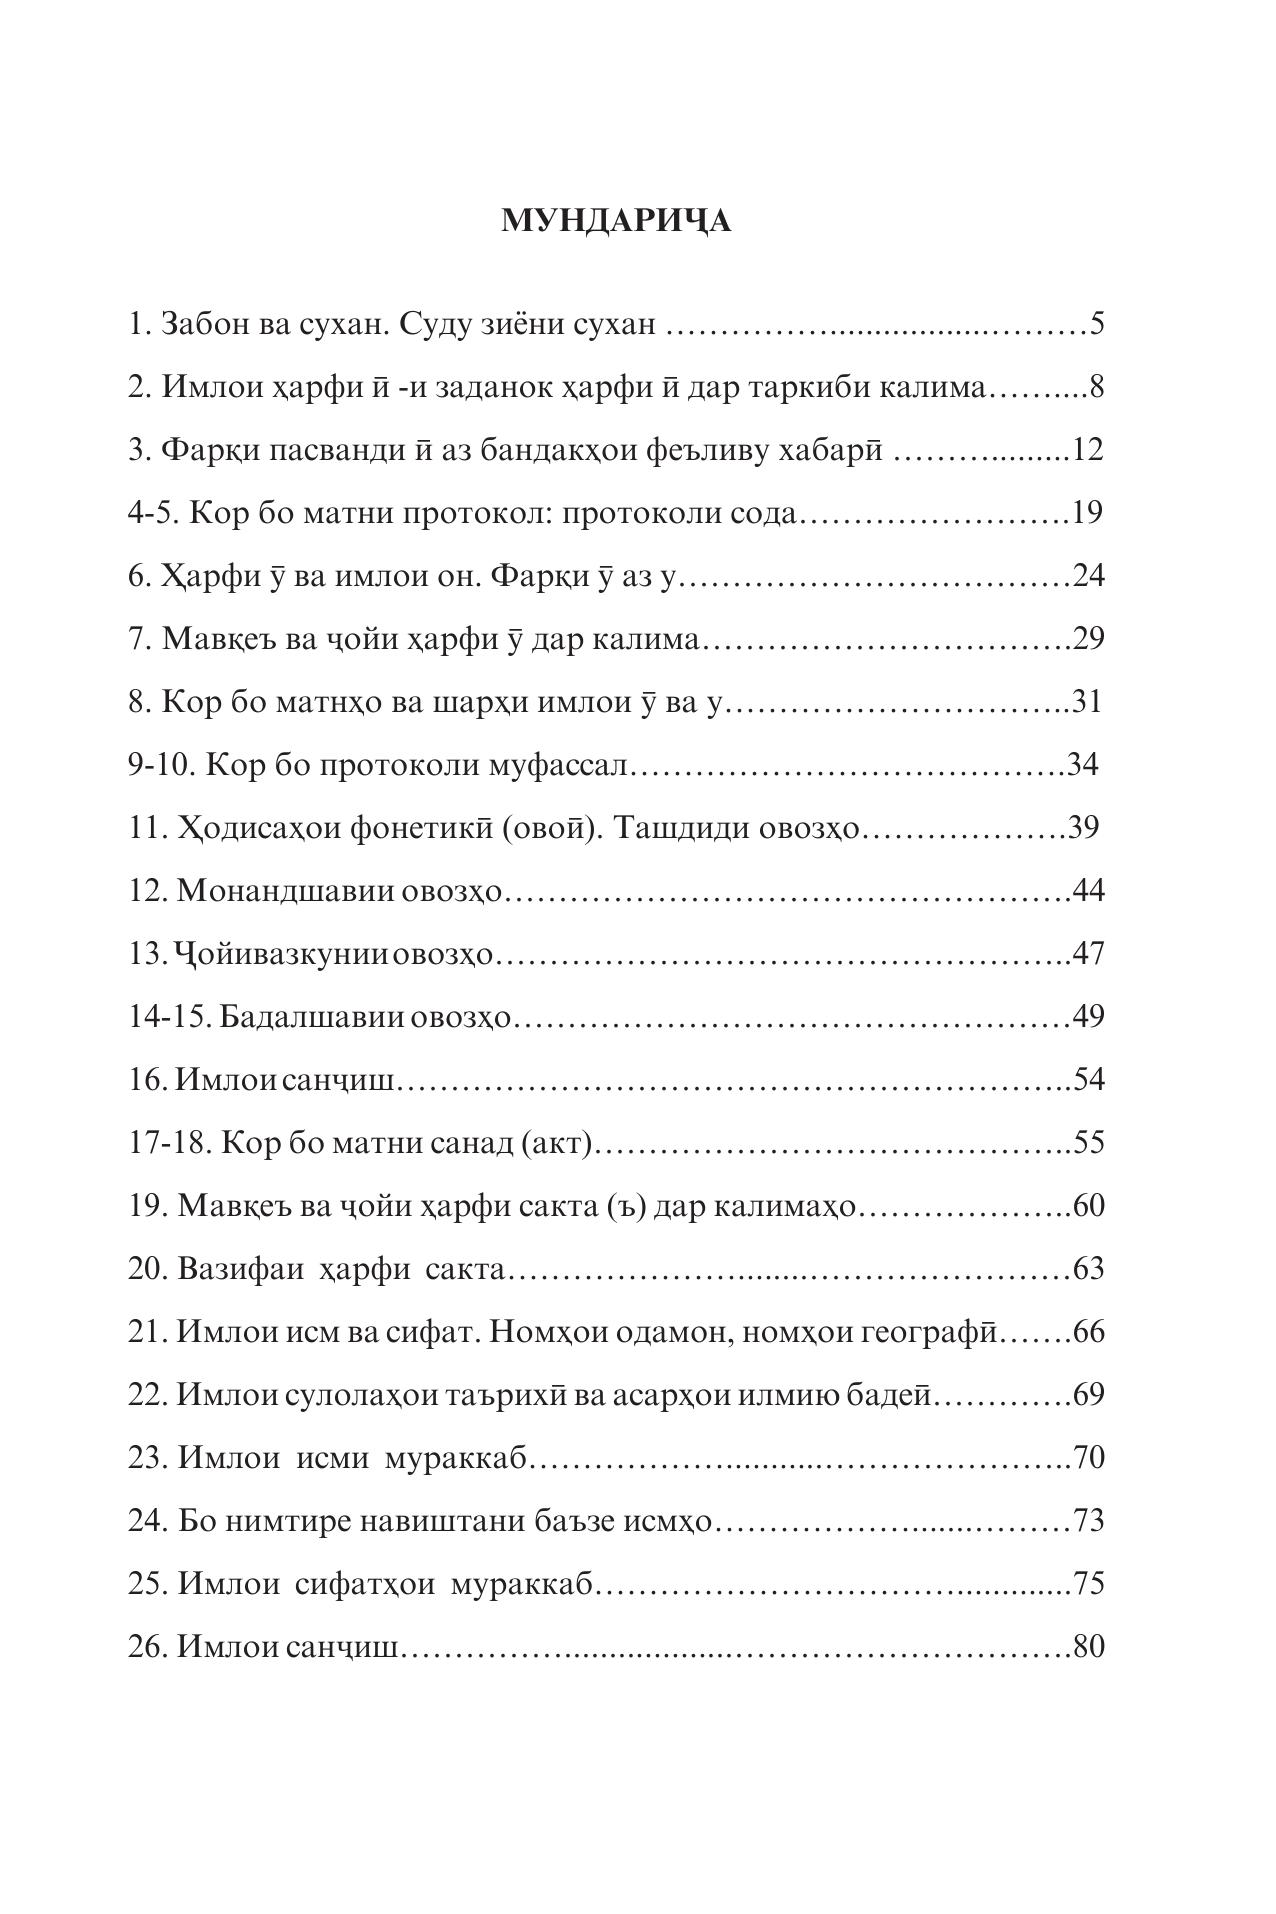 МУНДАРИҶА
1. Забон ва сухан. Суду зиёни сухан ……………..................………5
2. Имлои ҳарфи ӣ -и заданок ҳарфи ӣ дар таркиби калима……....8
3. Фарқи пасванди ӣ аз бандакҳои феъливу хабарӣ ……….........12
4-5. Кор бо матни протокол: протоколи сода…………………….19
6. Ҳарфи ӯ ва имлои он. Фарқи ӯ аз у………………………………24
7. Мавқеъ ва ҷойи ҳарфи ӯ дар калима…………………………….29
8. Кор бо матнҳо ва шарҳи имлои ӯ ва у…………………………..31
9-10. Кор бо протоколи муфассал………………………………….34
11. Ҳодисаҳои фонетикӣ (овоӣ). Ташдиди овозҳо……………….39
12. Монандшавии овозҳо…………………………………………….44
13. Ҷойивазкунии овозҳо……………………………………………..47
14-15. Бадалшавии овозҳо……………………………………………49
16. Имлои санҷиш……………………………………………………..54
17-18. Кор бо матни санад (акт)……………………………………..55
19. Мавқеъ ва ҷойи ҳарфи сакта (ъ) дар калимаҳо………………..60
20. Вазифаи ҳарфи сакта………………….......……………………63
21. Имлои исм ва сифат. Номҳои одамон, номҳои географӣ…….66
22. Имлои сулолаҳои таърихӣ ва асарҳои илмию бадеӣ………….69
23. Имлои исми мураккаб………………...........………………….70
24. Бо нимтире навиштани баъзе исмҳо……………….......………73
25. Имлои сифатҳои мураккаб……………………………............75
26. Имлои санҷиш……………...................………………………….80